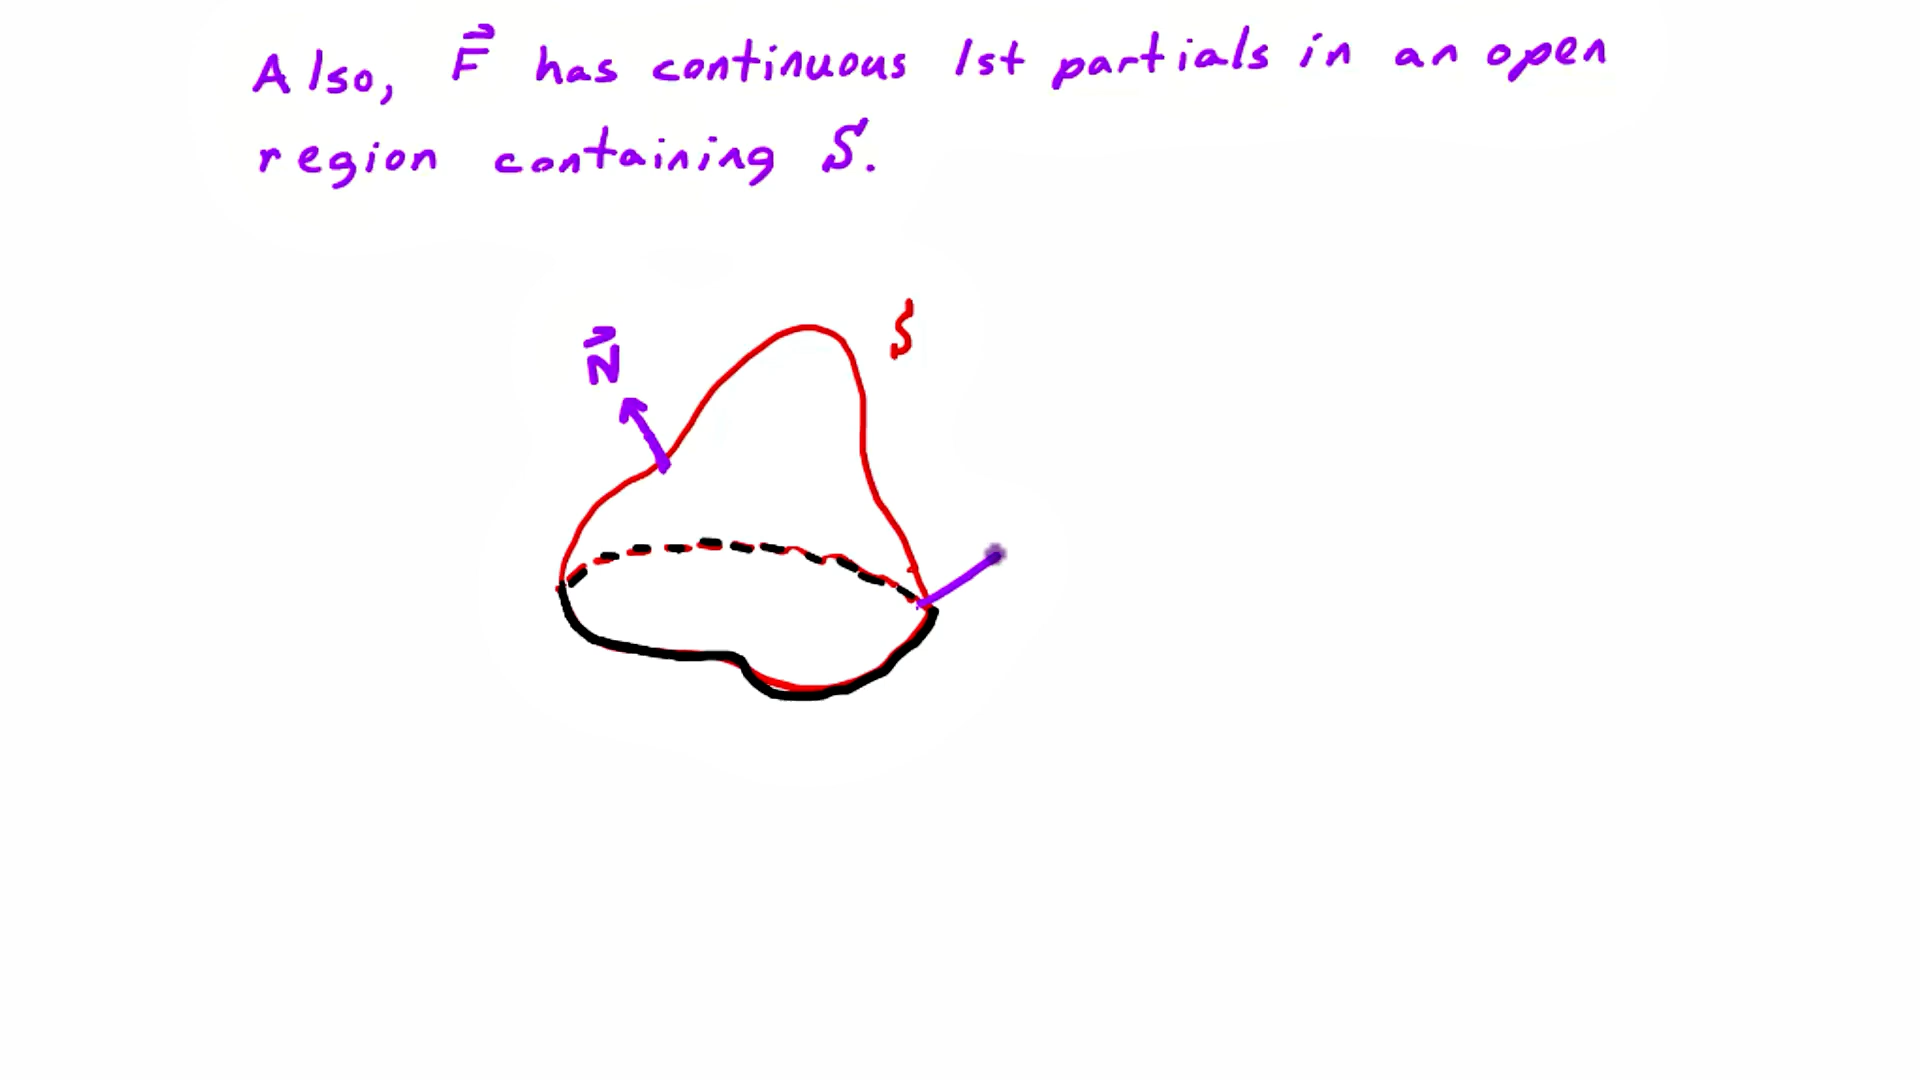 Also, F⃗ has continuous 1st partials in an open
region containing S.
S
N⃗